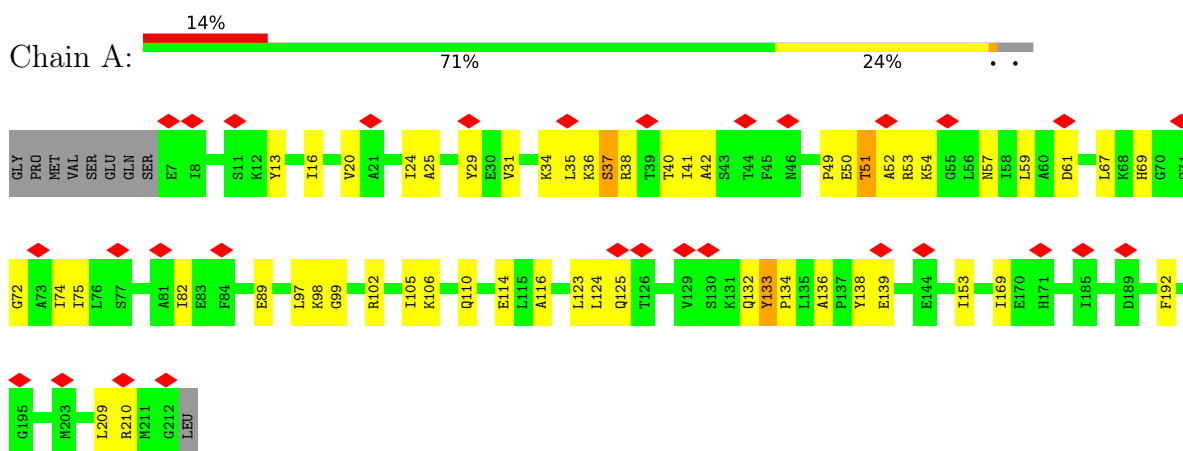 14%
Chain A:
71% 24% • •
GLY PRO MET VAL SER GLU GLN SER E7 I8 S11 K12 Y13 I16 V20 A21 I24 A25 Y29 E30 V31 K34 L35 K36 S37 R38 T39 T40 I41 A42 S43 T44 F45 N46 P49 E50 T51 A52 R53 K54 G55 L56 N57 I58 L59 A60 D61 L67 K68 H69 G70
G72 A73 I74 I75 L76 S77 A81 I82 E83 F84 E89 L97 K98 G99 R102 I105 K106 Q110 E114 L115 A116 L123 L124 Q125 T126 V129 S130 K131 Q132 Y133 P134 L135 A136 P137 Y138 E139 E144 I153 I169 E170 H171 I185 D189 F192
G195 M203 L209 R210 M211 G212 LEU